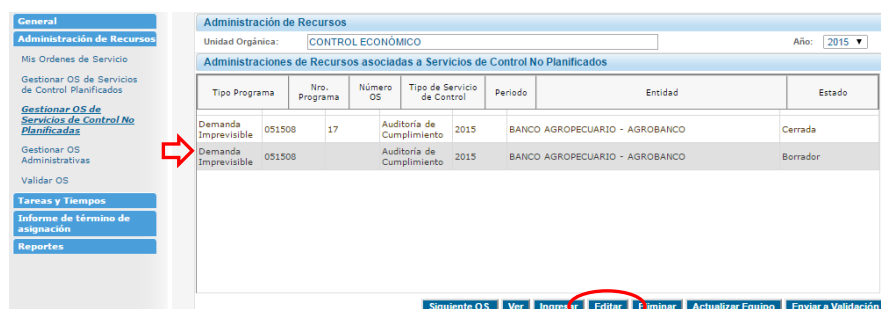 General
Administración de Recursos
Mis Ordenes de Servicio
Gestionar OS de Servicios
de Control Planificados
Gestionar OS de
Servicios de Control No
Planificadas
Gestionar OS
Administrativas
Validar OS
Tareas y Tiempos
Informe de término de
asignación
Reportes
Administración de Recursos
Unidad Orgánica: CONTROL ECONÓMICO Año: 2015
Administraciones de Recursos asociadas a Servicios de Control No Planificados
Tipo Programa Nro. Programa Número OS Tipo de Servicio de Control Periodo Entidad Estado
Demanda Imprevisible 051508 17 Auditoría de Cumplimiento 2015 BANCO AGROPECUARIO - AGROBANCO Cerrada
Demanda Imprevisible 051508 Auditoría de Cumplimiento 2015 BANCO AGROPECUARIO - AGROBANCO Borrador
Siguiente OS Ver Ingresar Editar Eliminar Actualizar Equipo Enviar a Validación